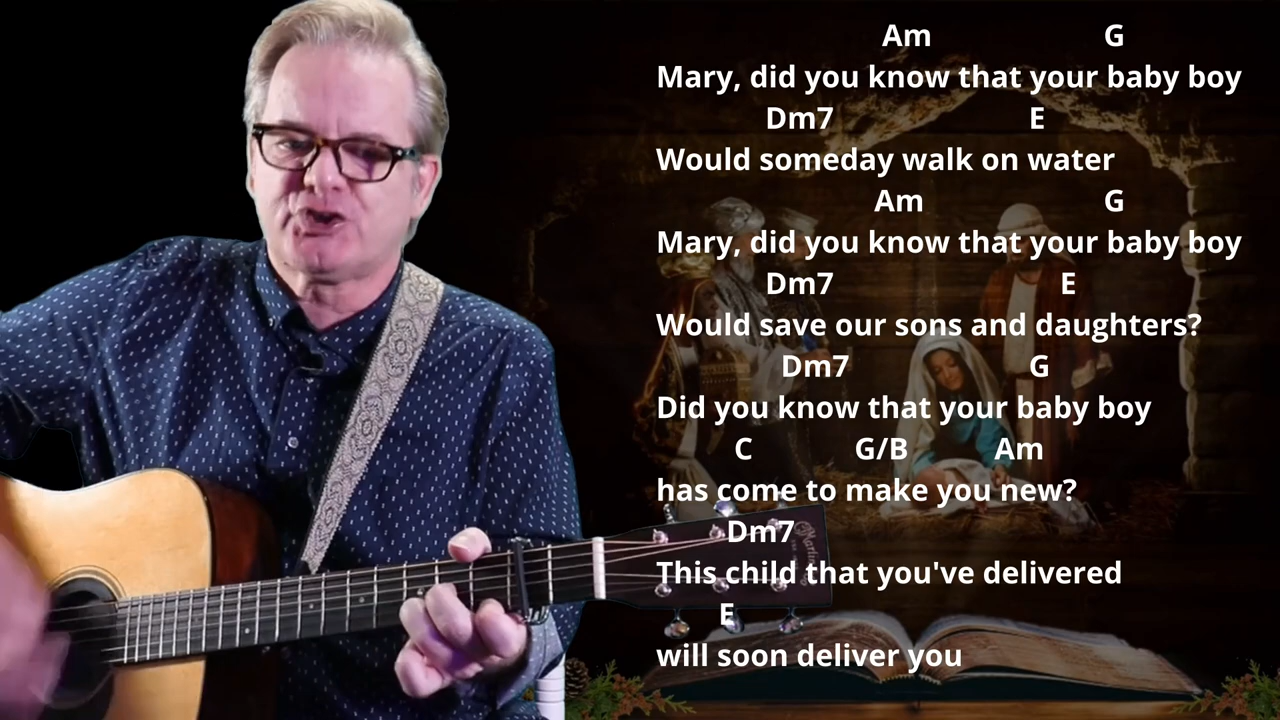 Am G
Mary, did you know that your baby boy
Dm7 E
Would someday walk on water
Am G
Mary, did you know that your baby boy
Dm7 E
Would save our sons and daughters?
Dm7 G
Did you know that your baby boy
C G/B Am
has come to make you new?
Dm7
This child that you've delivered
E
will soon deliver you
Martin